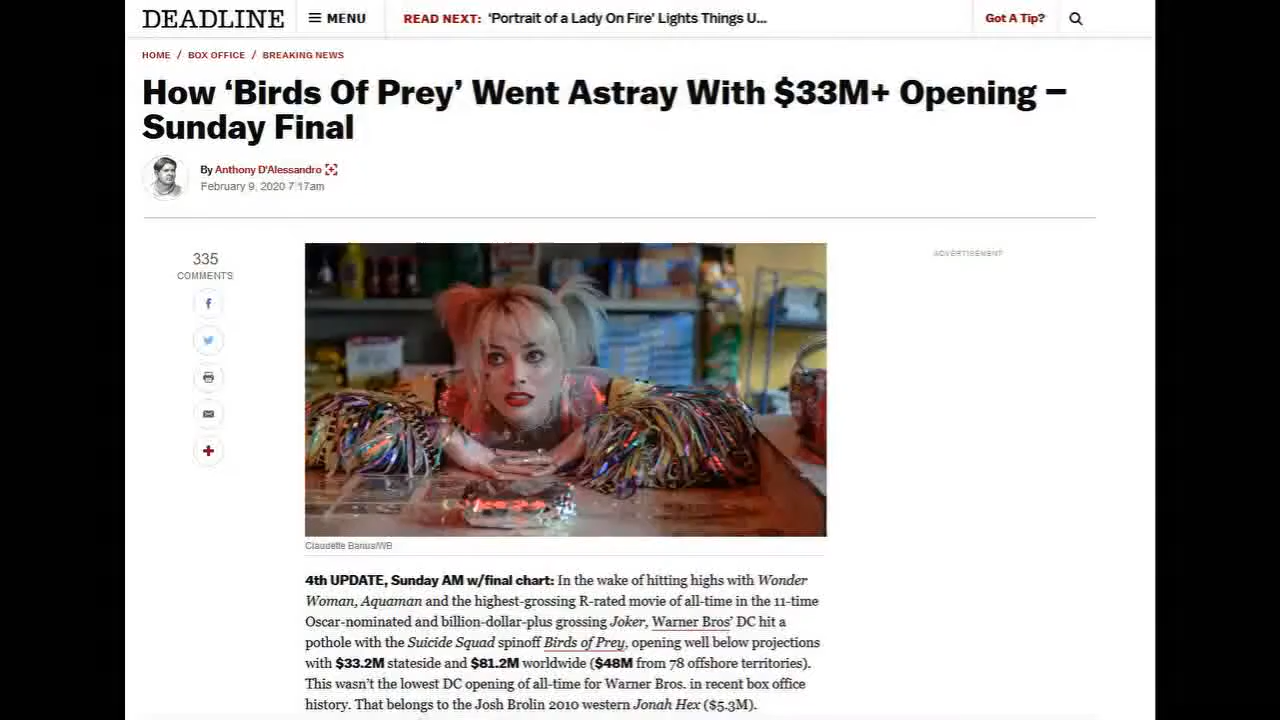 DEADLINE
MENU
READ NEXT: 'Portrait of a Lady On Fire' Lights Things U...
Got A Tip?
HOME / BOX OFFICE / BREAKING NEWS
How ‘Birds Of Prey’ Went Astray With $33M+ Opening –
Sunday Final
By Anthony D'Alessandro
February 9, 2020 7:17am
335
COMMENTS
ADVERTISEMENT
Claudette Barius/WB
4th UPDATE, Sunday AM w/final chart: In the wake of hitting highs with Wonder
Woman, Aquaman and the highest-grossing R-rated movie of all-time in the 11-time
Oscar-nominated and billion-dollar-plus grossing Joker, Warner Bros' DC hit a
pothole with the Suicide Squad spinoff Birds of Prey, opening well below projections
with $33.2M stateside and $81.2M worldwide ($48M from 78 offshore territories).
This wasn't the lowest DC opening of all-time for Warner Bros. in recent box office
history. That belongs to the Josh Brolin 2010 western Jonah Hex ($5.3M).